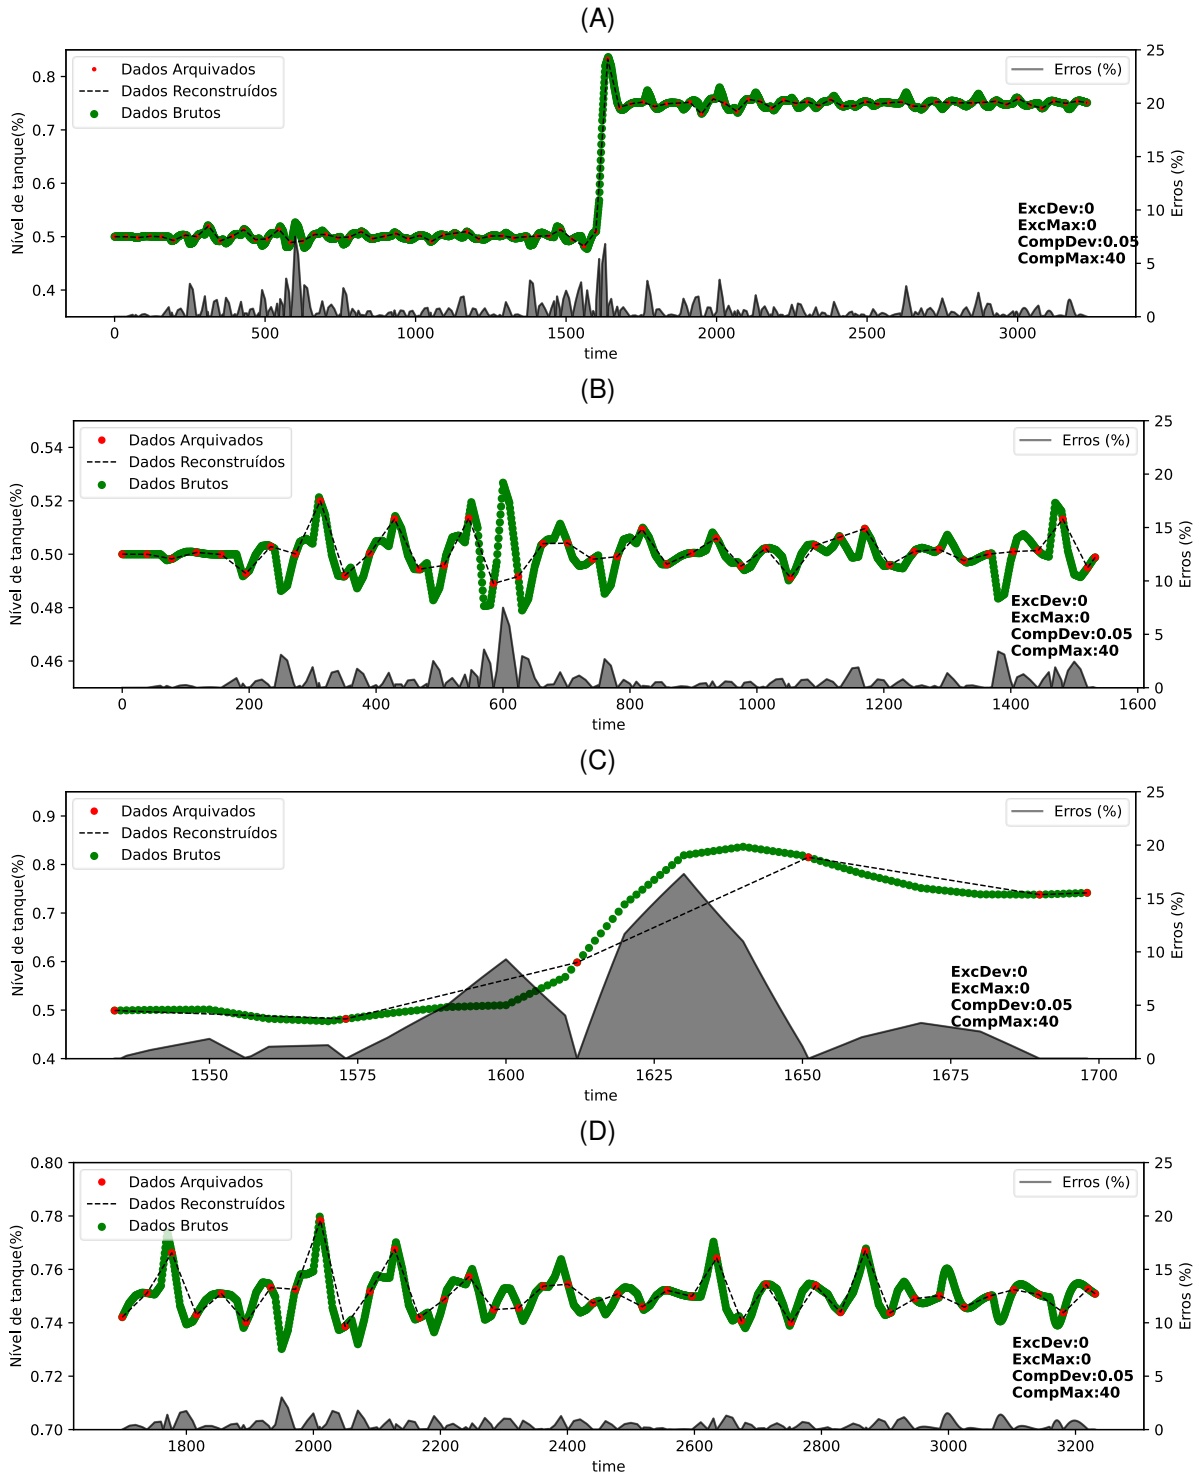 (A)
Dados Arquivados
Dados Reconstruídos
Dados Brutos
Erros (%)
Nível de tanque(%)
0.8
0.7
0.6
0.5
0.4
25
20
15
10
5
0
Erros (%)
ExcDev:0
ExcMax:0
CompDev:0.05
CompMax:40
0 500 1000 1500 2000 2500 3000
time
(B)
Dados Arquivados
Dados Reconstruídos
Dados Brutos
Erros (%)
Nível de tanque(%)
0.54
0.52
0.50
0.48
0.46
25
20
15
10
5
0
Erros (%)
ExcDev:0
ExcMax:0
CompDev:0.05
CompMax:40
0 200 400 600 800 1000 1200 1400 1600
time
(C)
Dados Arquivados
Dados Reconstruídos
Dados Brutos
Erros (%)
Nível de tanque(%)
0.9
0.8
0.7
0.6
0.5
0.4
25
20
15
10
5
0
Erros (%)
ExcDev:0
ExcMax:0
CompDev:0.05
CompMax:40
1550 1575 1600 1625 1650 1675 1700
time
(D)
Dados Arquivados
Dados Reconstruídos
Dados Brutos
Erros (%)
Nível de tanque(%)
0.80
0.78
0.76
0.74
0.72
0.70
25
20
15
10
5
0
Erros (%)
ExcDev:0
ExcMax:0
CompDev:0.05
CompMax:40
1800 2000 2200 2400 2600 2800 3000 3200
time